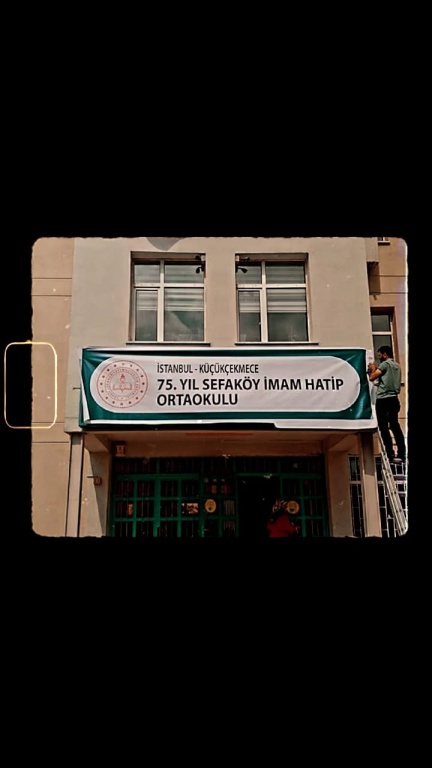 İSTANBUL - KÜÇÜKÇEKMECE
75. YIL SEFAKÖY İMAM HATİP
ORTAOKULU